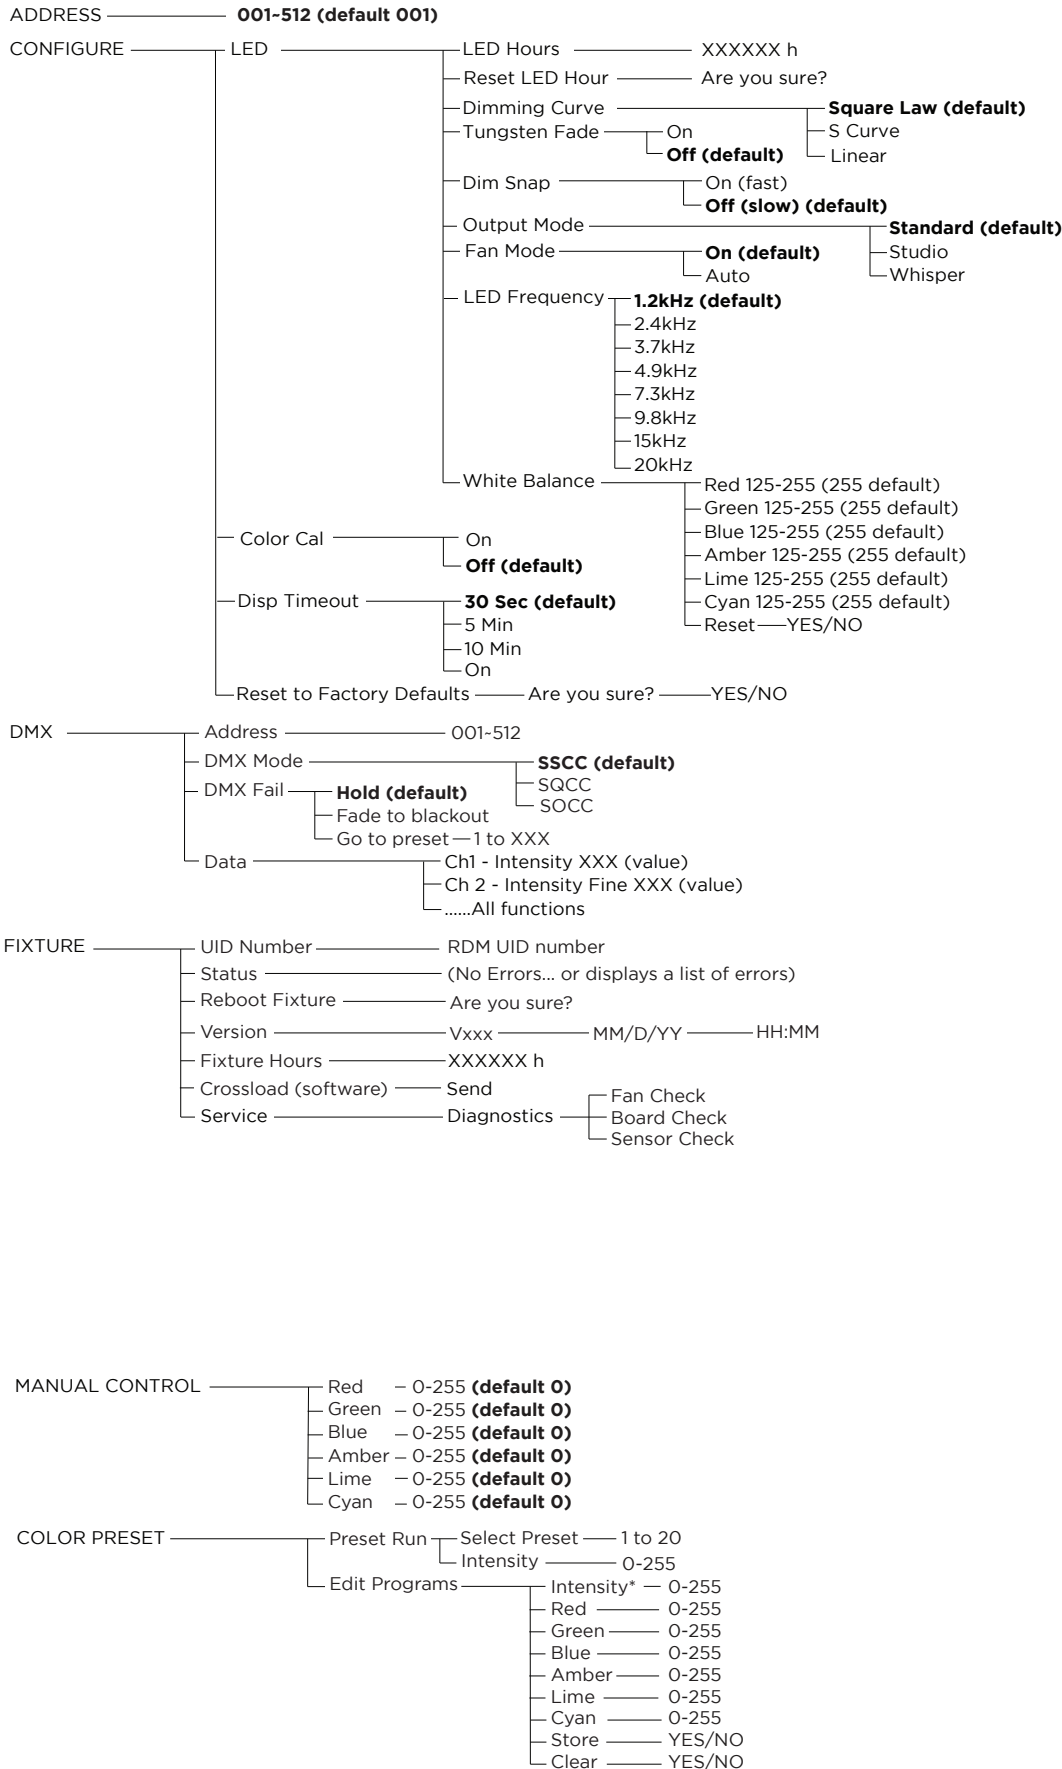 ADDRESS 001~512 (default 001)
CONFIGURE LED LED Hours XXXXXX h
Reset LED Hour Are you sure?
Dimming Curve Square Law (default)
S Curve
Linear
Tungsten Fade On
Off (default)
Dim Snap On (fast)
Off (slow) (default)
Output Mode Standard (default)
Studio
Whisper
Fan Mode On (default)
Auto
LED Frequency 1.2kHz (default)
2.4kHz
3.7kHz
4.9kHz
7.3kHz
9.8kHz
15kHz
20kHz
White Balance Red 125-255 (255 default)
Green 125-255 (255 default)
Blue 125-255 (255 default)
Amber 125-255 (255 default)
Lime 125-255 (255 default)
Cyan 125-255 (255 default)
Reset YES/NO
Color Cal On
Off (default)
Disp Timeout 30 Sec (default)
5 Min
10 Min
On
Reset to Factory Defaults Are you sure? YES/NO
DMX Address 001~512
DMX Mode SSCC (default)
SQCC
SOCC
DMX Fail Hold (default)
Fade to blackout
Go to preset 1 to XXX
Data Ch1 - Intensity XXX (value)
Ch 2 - Intensity Fine XXX (value)
......All functions
FIXTURE UID Number RDM UID number
Status (No Errors... or displays a list of errors)
Reboot Fixture Are you sure?
Version Vxxx MM/D/YY HH:MM
Fixture Hours XXXXXX h
Crossload (software) Send
Service Diagnostics Fan Check
Board Check
Sensor Check
MANUAL CONTROL Red 0-255 (default 0)
Green 0-255 (default 0)
Blue 0-255 (default 0)
Amber 0-255 (default 0)
Lime 0-255 (default 0)
Cyan 0-255 (default 0)
COLOR PRESET Preset Run Select Preset 1 to 20
Intensity 0-255
Edit Programs Intensity* 0-255
Red 0-255
Green 0-255
Blue 0-255
Amber 0-255
Lime 0-255
Cyan 0-255
Store YES/NO
Clear YES/NO